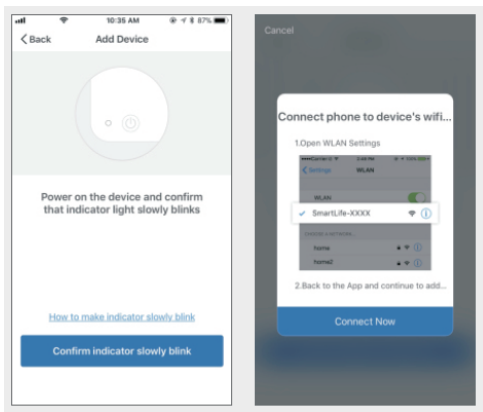 10:35 AM
87%
Back
Add Device
Power on the device and confirm
that indicator light slowly blinks
How to make indicator slowly blink
Confirm indicator slowly blink
Cancel
Connect phone to device's wifi...
1.Open WLAN Settings
Settings
WLAN
WLAN
SmartLife-XXXX
CHOOSE A NETWORK...
home
home2
2.Back to the App and continue to add...
Connect Now